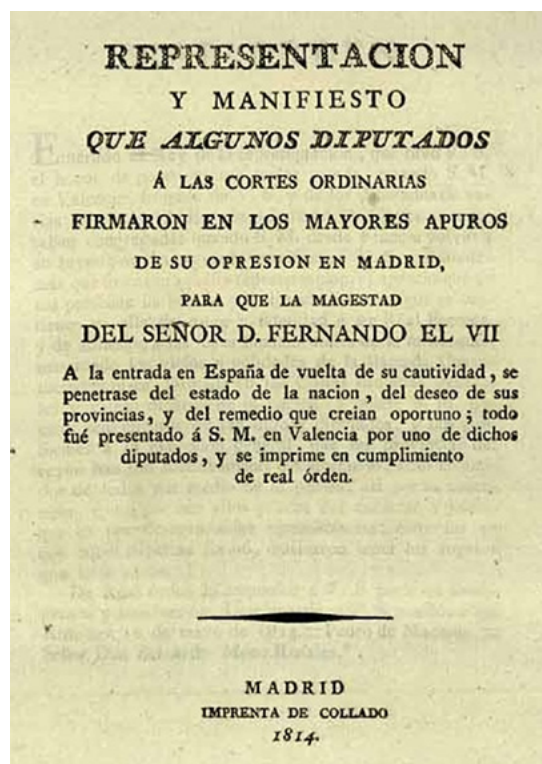 REPRESENTACION
Y MANIFIESTO
QUE ALGUNOS DIPUTADOS
Á LAS CORTES ORDINARIAS
FIRMARON EN LOS MAYORES APUROS
DE SU OPRESION EN MADRID,
PARA QUE LA MAGESTAD
DEL SEÑOR D. FERNANDO EL VII
A la entrada en España de vuelta de su cautividad, se
penetrase del estado de la nacion, del deseo de sus
provincias, y del remedio que creian oportuno; todo
fué presentado á S. M. en Valencia por uno de dichos
diputados, y se imprime en cumplimiento
de real órden.
MADRID
IMPRENTA DE COLLADO
1814.